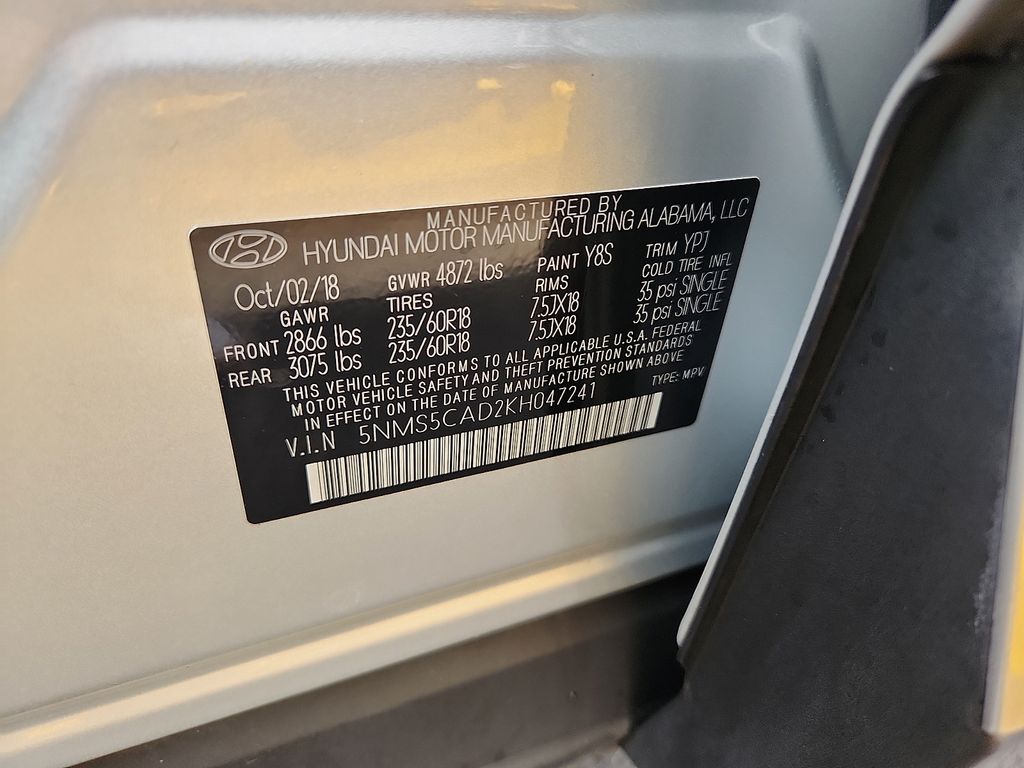 MANUFACTURED BY
HYUNDAI MOTOR MANUFACTURING ALABAMA, LLC
Oct/02/18 GVWR 4872 lbs PAINT Y8S TRIM YPJ
GAWR TIRES RIMS COLD TIRE INFL
FRONT 2866 lbs 235/60R18 7.5JX18 35 psi SINGLE
REAR 3075 lbs 235/60R18 7.5JX18 35 psi SINGLE
THIS VEHICLE CONFORMS TO ALL APPLICABLE U.S.A. FEDERAL
MOTOR VEHICLE SAFETY AND THEFT PREVENTION STANDARDS
IN EFFECT ON THE DATE OF MANUFACTURE SHOWN ABOVE
V.I.N 5NMS5CAD2KH047241 TYPE: MPV